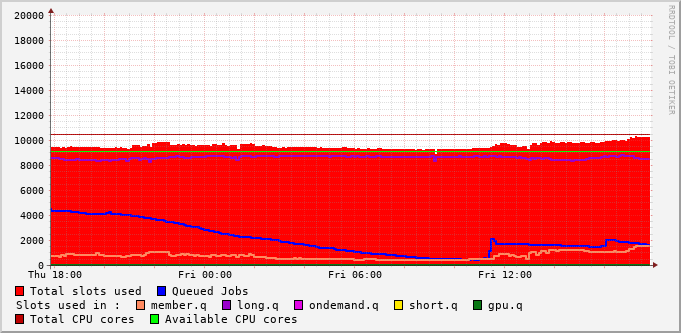 20000
18000
16000
14000
12000
10000
8000
6000
4000
2000
0
Thu 18:00 Fri 00:00 Fri 06:00 Fri 12:00
Total slots used Queued Jobs
Slots used in : member.q long.q ondemand.q short.q gpu.q
Total CPU cores Available CPU cores
RRDTOOL / TOBI OETIKER